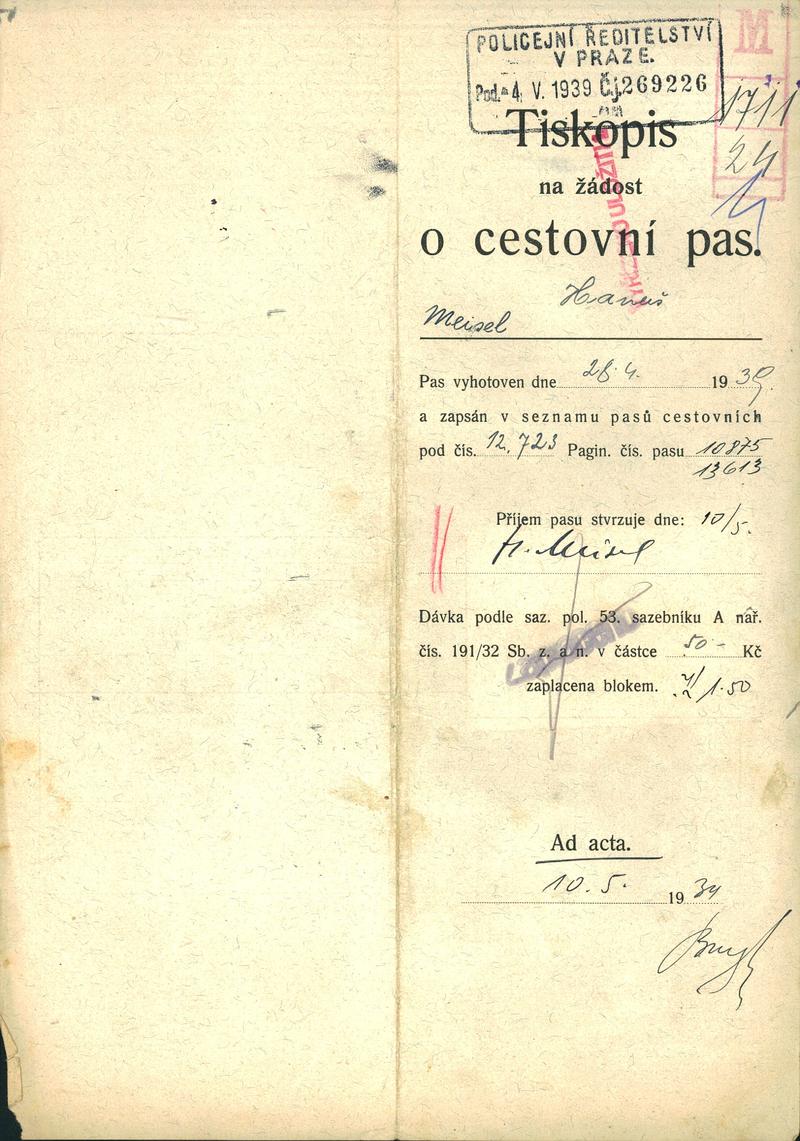 POLICEJNÍ ŘEDITELSTVÍ
V PRAZE.
Pod. -4. V. 1939 Čj. 269226
M
1711
24
Tiskopis
na žádost
o cestovní pas.
Hanuš
Meisel
Pas vyhotoven dne 28. 4. 1939.
a zapsán v seznamu pasů cestovních
pod čís. 12.723 Pagin. čís. pasu 10875
13613
Příjem pasu stvrzuje dne: 10/5.
H. Meisel
Dávka podle saz. pol. 53. sazebníku A nař.
čís. 191/32 Sb. z. a n. v částce 50 - Kč
zaplacena blokem.
Ad acta.
10. 5. 1939